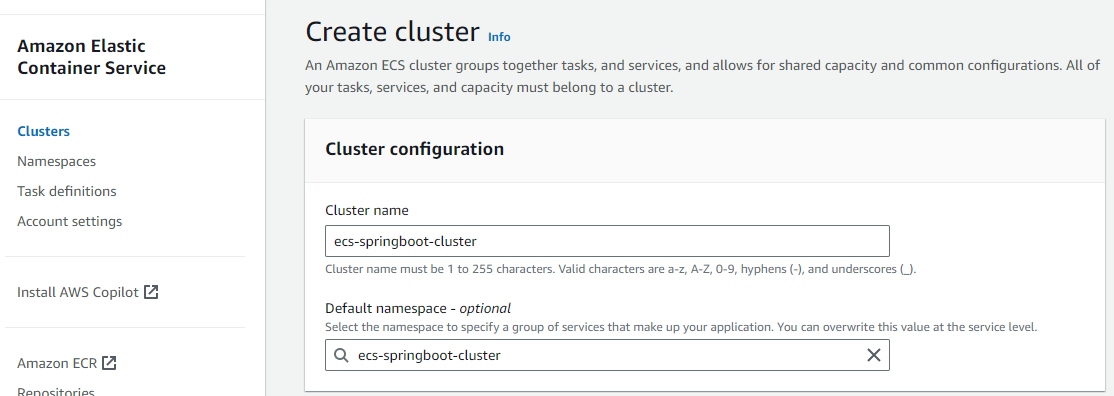 Amazon Elastic
Container Service
Clusters
Namespaces
Task definitions
Account settings
Install AWS Copilot
Amazon ECR
Repositories
Create cluster Info
An Amazon ECS cluster groups together tasks, and services, and allows for shared capacity and common configurations. All of
your tasks, services, and capacity must belong to a cluster.
Cluster configuration
Cluster name
ecs-springboot-cluster
Cluster name must be 1 to 255 characters. Valid characters are a-z, A-Z, 0-9, hyphens (-), and underscores (_).
Default namespace - optional
Select the namespace to specify a group of services that make up your application. You can overwrite this value at the service level.
ecs-springboot-cluster